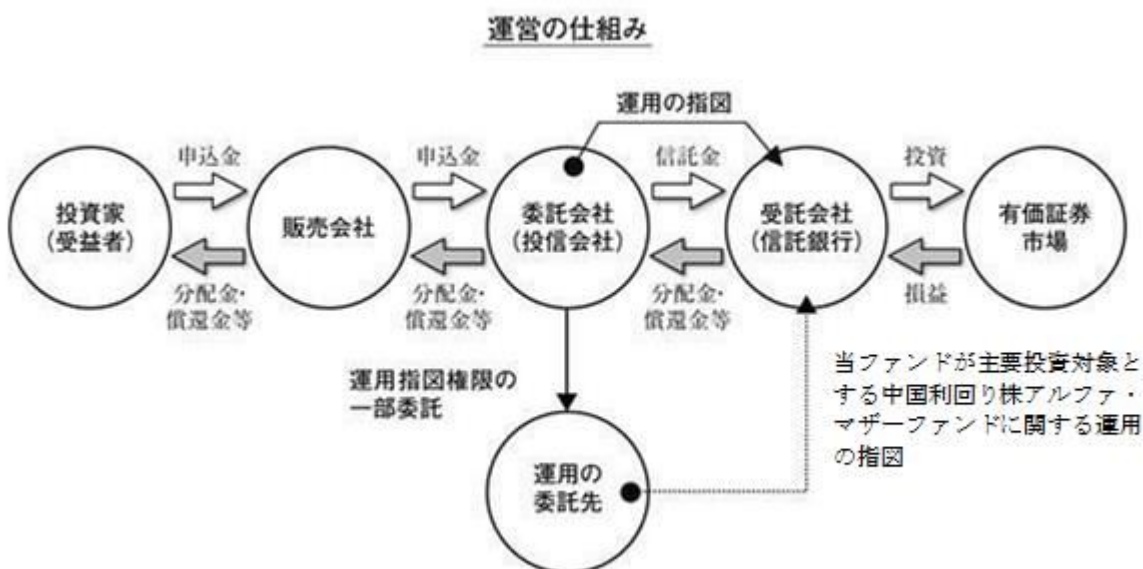 運営の仕組み
運用の指図
申込金
申込金
信託金
投資
投資家
（受益者）
販売会社
委託会社
（投信会社）
受託会社
（信託銀行）
有価証券
市場
分配金・
償還金等
分配金・
償還金等
分配金・
償還金等
損益
運用指図権限の
一部委託
当ファンドが主要投資対象と
する中国利回り株アルファ・
マザーファンドに関する運用
の指図
運用の
委託先